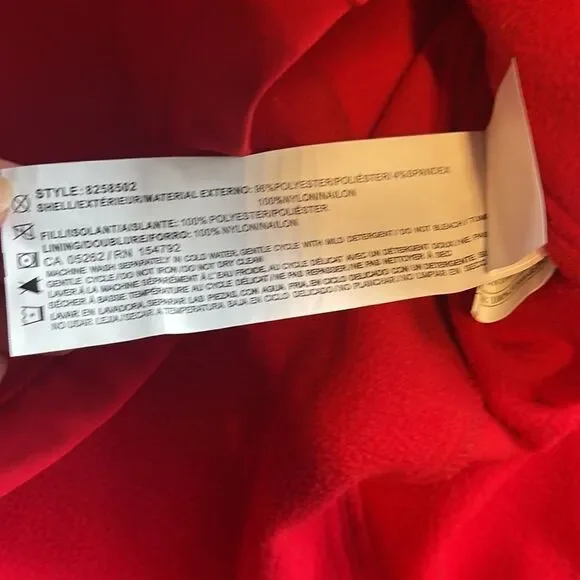 STYLE: 8258502
SHELL/EXTÉRIEUR/MATERIAL EXTERNO: 96%POLYESTER/POLIÉSTER/ 4%SPANDEX
100%NYLON/NAILON
FILL/ISOLANT/AISLANTE: 100% POLYESTER/POLIÉSTER
LINING/DOUBLURE/FORRO: 100% NYLON/NAILON
CA 05262 / RN 154792
MACHINE WASH SEPARATELY IN COLD WATER, GENTLE CYCLE WITH MILD DETERGENT / DO NOT BLEACH / TUMBLE
GENTLE CYCLE / DO NOT IRON / DO NOT DRY CLEAN
LAVER À LA MACHINE SÉPARÉMENT À L'EAU FROIDE, AU CYCLE DÉLICAT AVEC UN DETERGENT DOUX / NE PAS
SÉCHER À BASSE TEMPÉRATURE AU CYCLE DÉLICAT / NE PAS REPASSER / NE PAS NETTOYER À SEC
LAVAR EN LAVADORA, SEPARAR LAS PIEZAS, CON AGUA FRIA, EN CICLO DELICADO CON UN DETERGENTE
NO USAR LEJIA / SECAR A TEMPERATURA BAJA EN CICLO DELICADO / NO PLANCHAR / NO LIMPIAR EN SECO